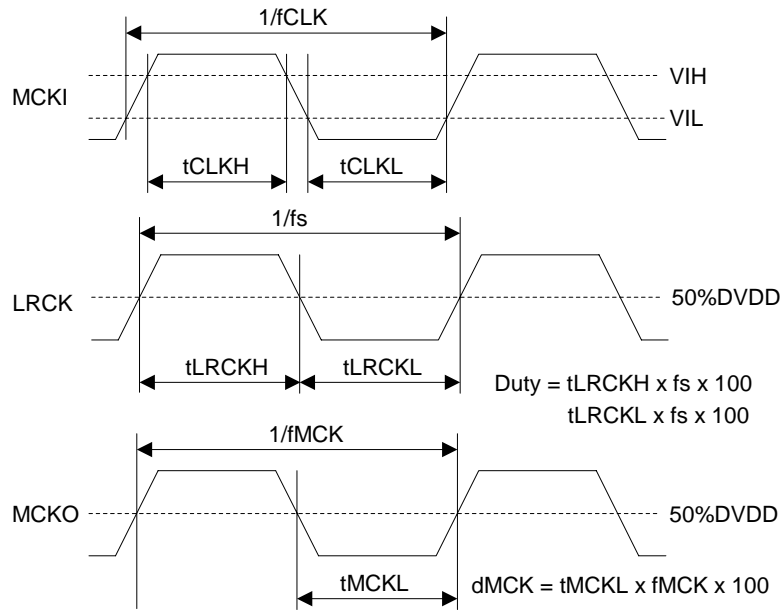 1/fCLK
MCKI
VIH
VIL
tCLKH
tCLKL
1/fs
LRCK
50%DVDD
tLRCKH
tLRCKL
Duty = tLRCKH x fs x 100
tLRCKL x fs x 100
1/fMCK
MCKO
50%DVDD
tMCKL
dMCK = tMCKL x fMCK x 100